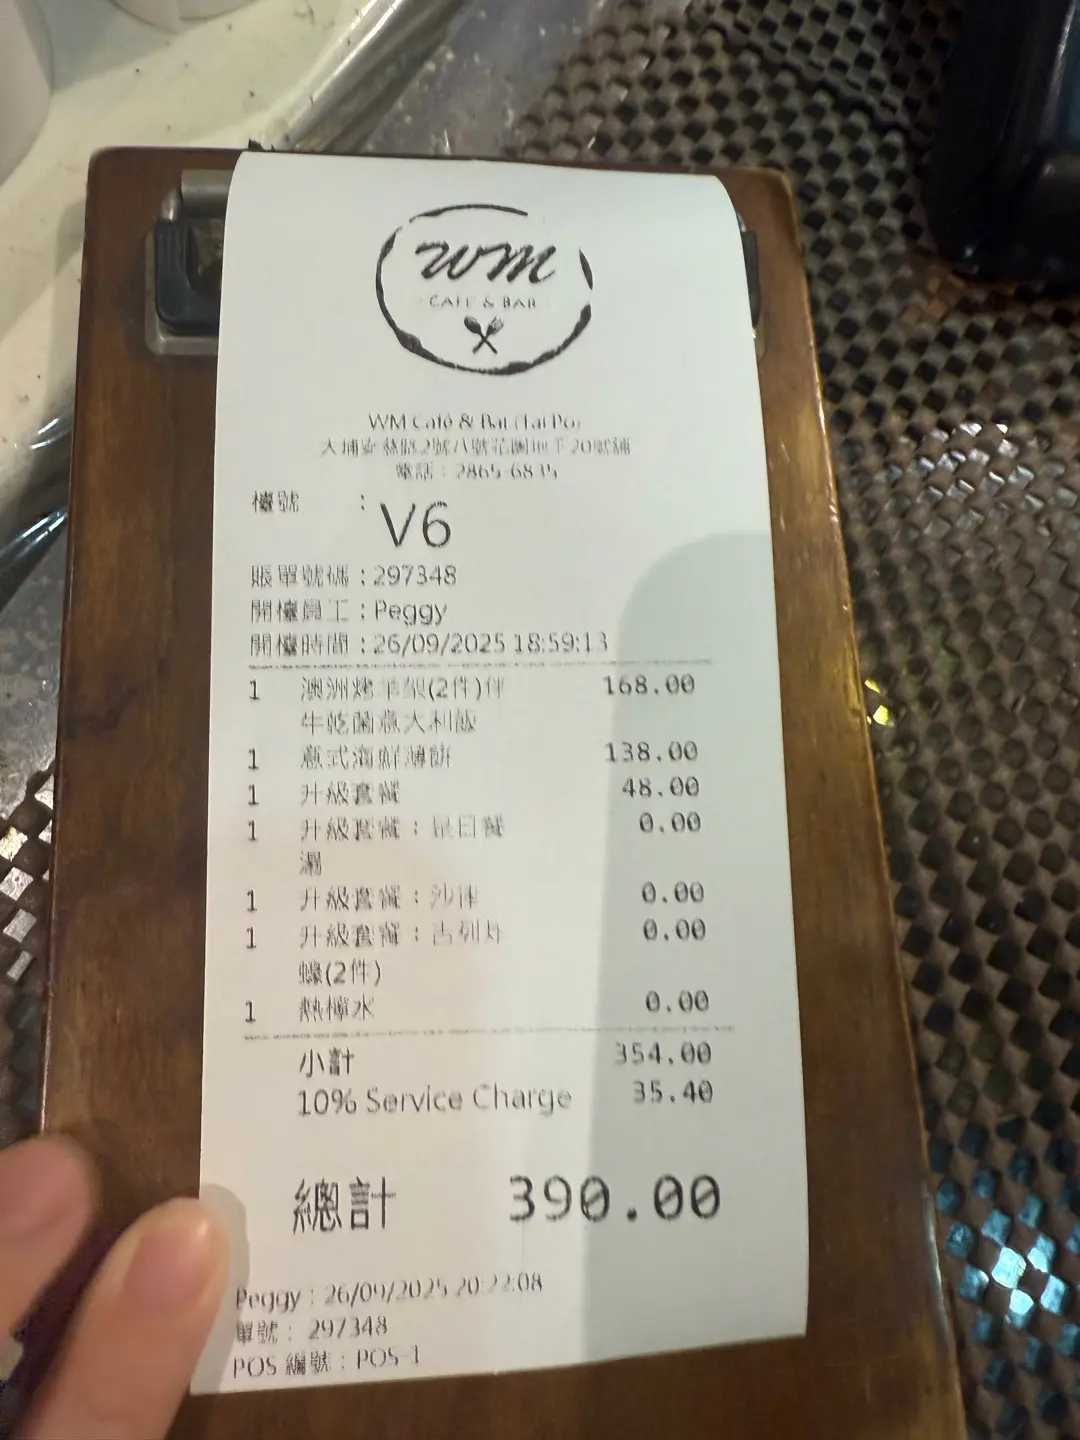 wm
CAFE & BAR
WM Café & Bar (Tai Po)
大埔安慈路2號八號花園地下20號舖
電話：2865-6835
檯號 ：
V6
賬單號碼：297348
開檯員工：Peggy
開檯時間：26/09/2025 18:59:13
1 澳洲烤羊架(2件)伴 168.00
牛乾菌意大利飯
1 意式海鮮薄餅 138.00
1 升級套餐 48.00
1 升級套餐：是日餐 0.00
湯
1 升級套餐：沙律 0.00
1 升級套餐：吉列炸 0.00
蠔(2件)
1 熱檸水 0.00
小計 354.00
10% Service Charge 35.40
總計 390.00
Peggy : 26/09/2025 20:22:08
單號： 297348
POS 編號：POS-1